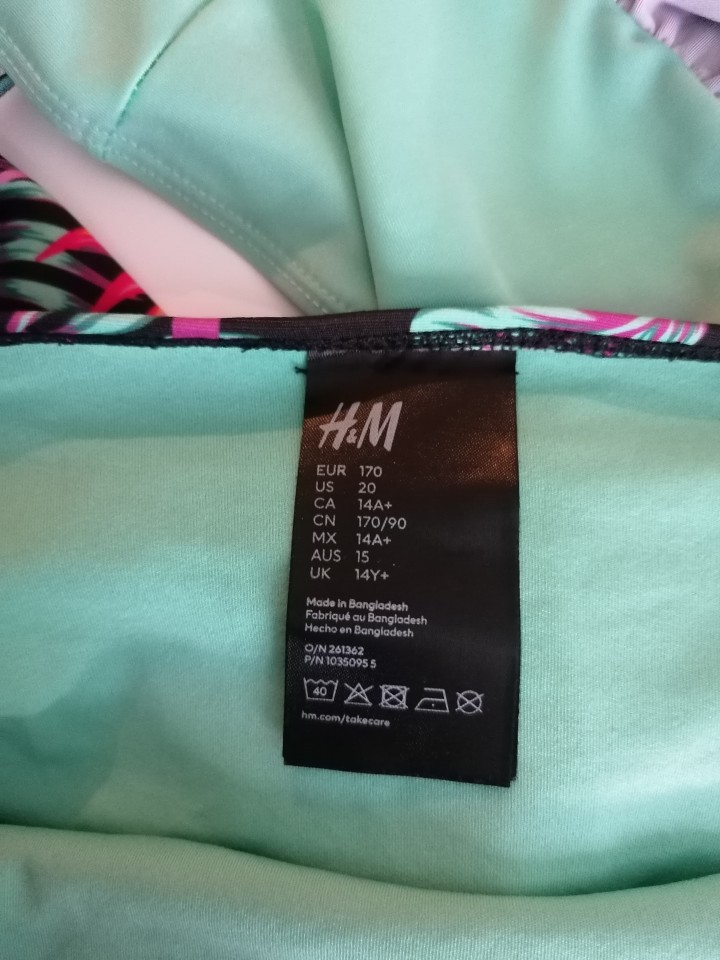 H&M
EUR 170
US 20
CA 14A+
CN 170/90
MX 14A+
AUS 15
UK 14Y+
Made in Bangladesh
Fabriqué au Bangladesh
Hecho en Bangladesh
O/N 261362
P/N 1035095 5
40
hm.com/takecare